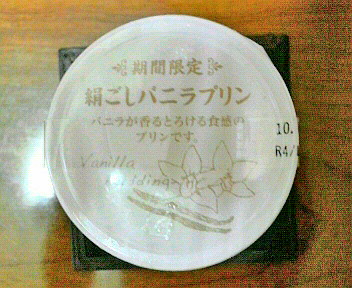 期間限定
絹ごしバニラプリン
バニラが香るとろける食感の
プリンです。
10.
R4/
Vanilla
pudding